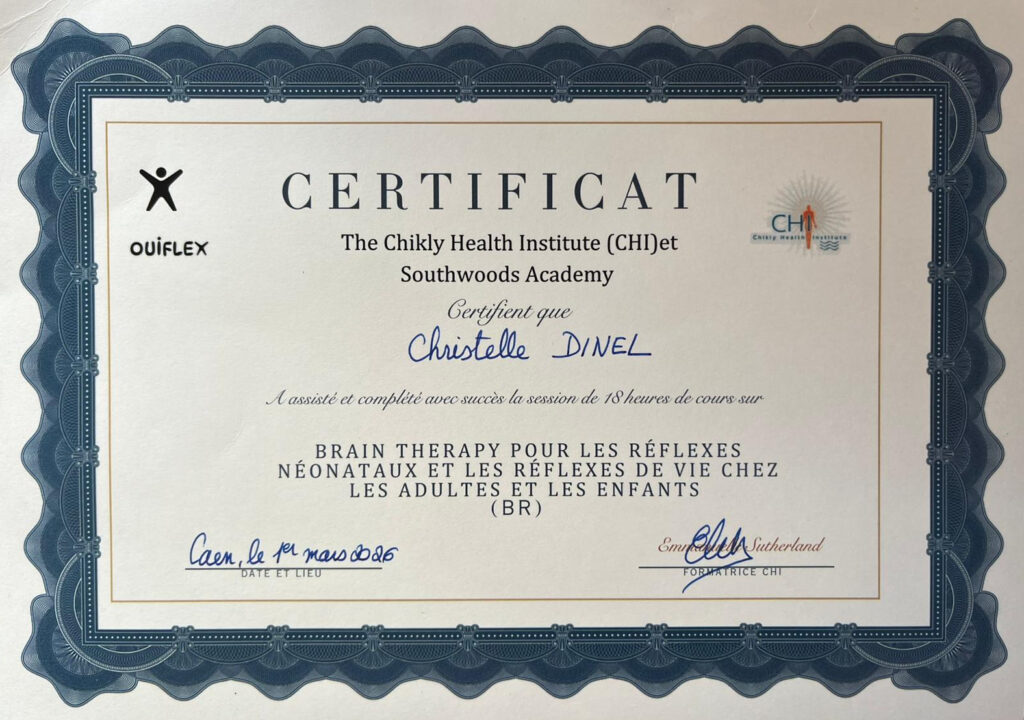 CERTIFICAT
OUiFLEX
CHI
Chikly Health Institute
The Chikly Health Institute (CHI)et
Southwoods Academy
Certifient que
Christelle DINEL
A assisté et complété avec succès la session de 18 heures de cours sur
BRAIN THERAPY POUR LES RÉFLEXES
NÉONATAUX ET LES RÉFLEXES DE VIE CHEZ
LES ADULTES ET LES ENFANTS
(BR)
Caen, le 1er mars 2026
DATE ET LIEU
Emmanuelle Sutherland
FORMATRICE CHI